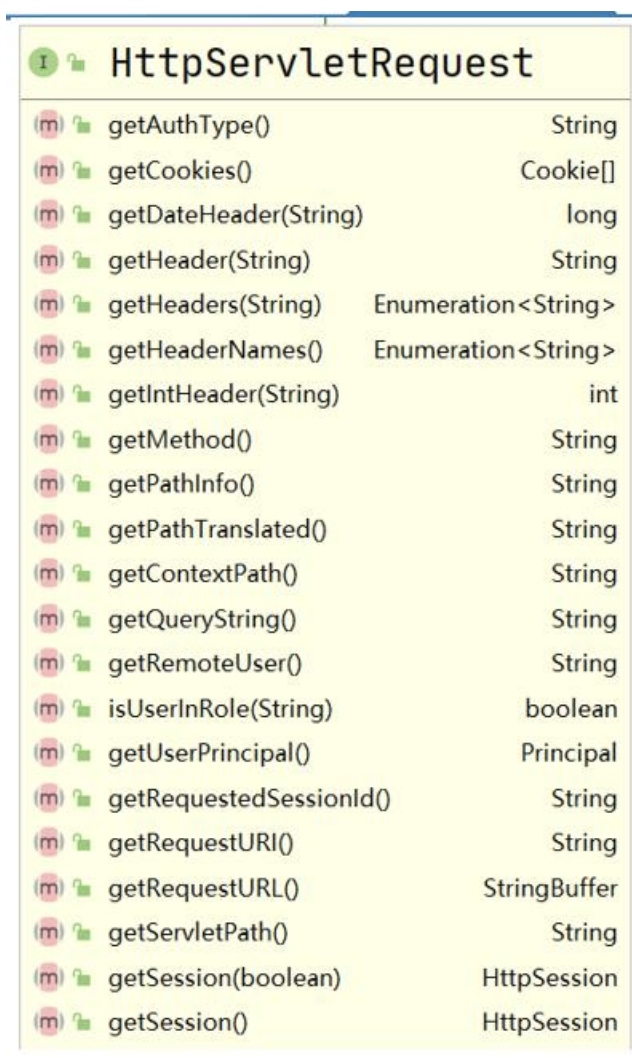 I HttpServletRequest
m getAuthType() String
m getCookies() Cookie[]
m getDateHeader(String) long
m getHeader(String) String
m getHeaders(String) Enumeration<String>
m getHeaderNames() Enumeration<String>
m getIntHeader(String) int
m getMethod() String
m getPathInfo() String
m getPathTranslated() String
m getContextPath() String
m getQueryString() String
m getRemoteUser() String
m isUserInRole(String) boolean
m getUserPrincipal() Principal
m getRequestedSessionId() String
m getRequestURI() String
m getRequestURL() StringBuffer
m getServletPath() String
m getSession(boolean) HttpSession
m getSession() HttpSession